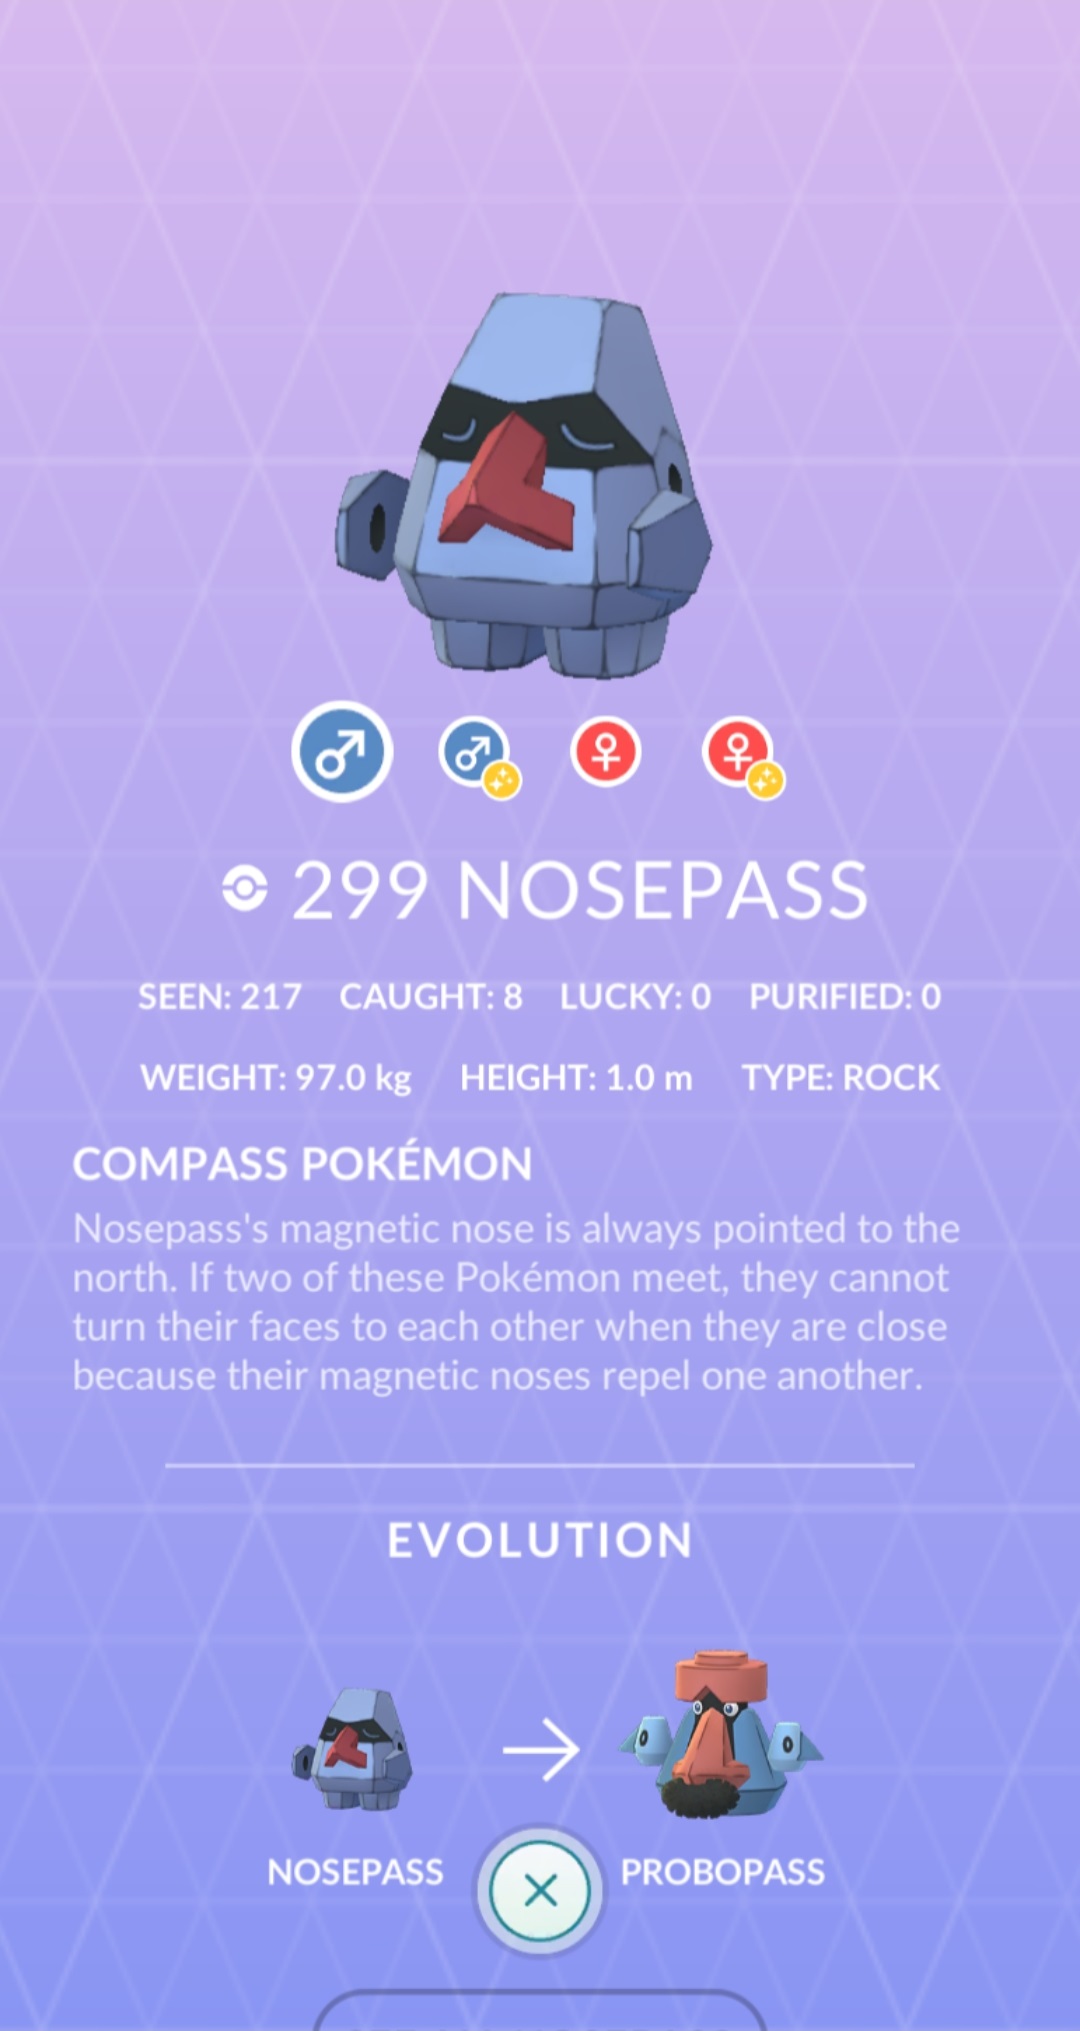 299 NOSEPASS
SEEN: 217 CAUGHT: 8 LUCKY: 0 PURIFIED: 0
WEIGHT: 97.0 kg HEIGHT: 1.0 m TYPE: ROCK
COMPASS POKÉMON
Nosepass's magnetic nose is always pointed to the
north. If two of these Pokémon meet, they cannot
turn their faces to each other when they are close
because their magnetic noses repel one another.
EVOLUTION
NOSEPASS PROBOPASS